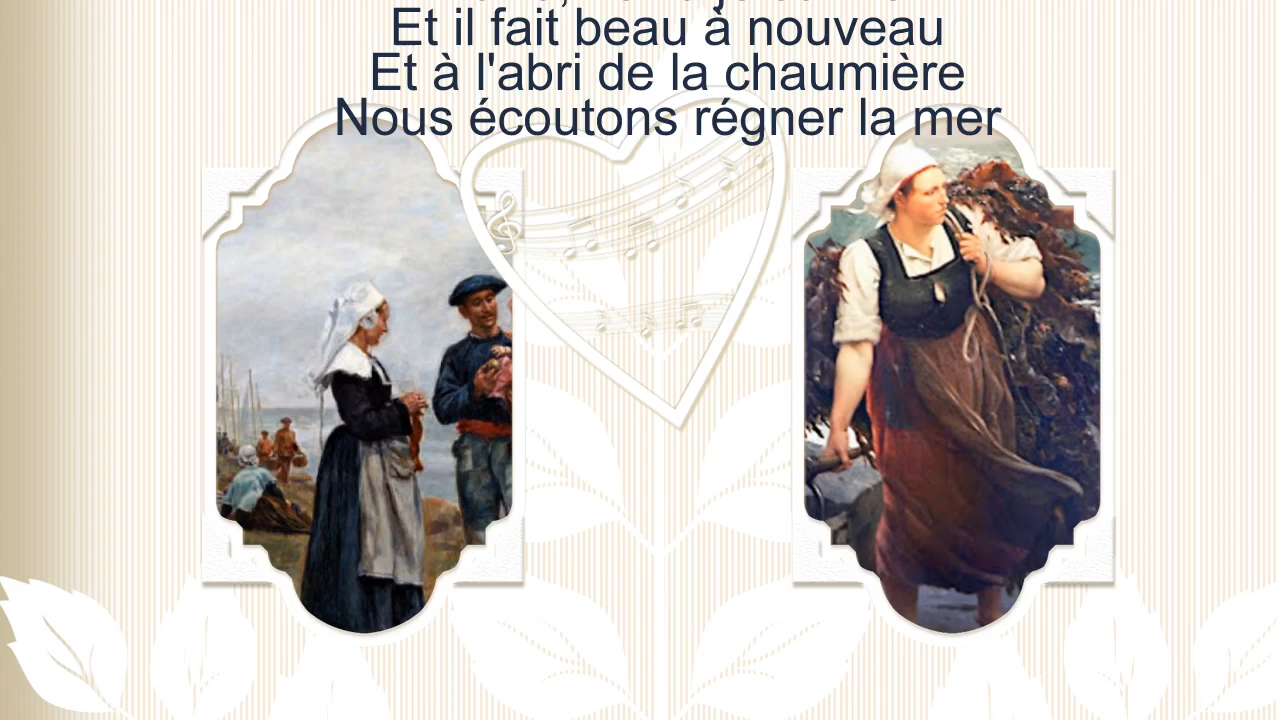 Et il fait beau à nouveau
Et à l'abri de la chaumière
Nous écoutons régner la mer